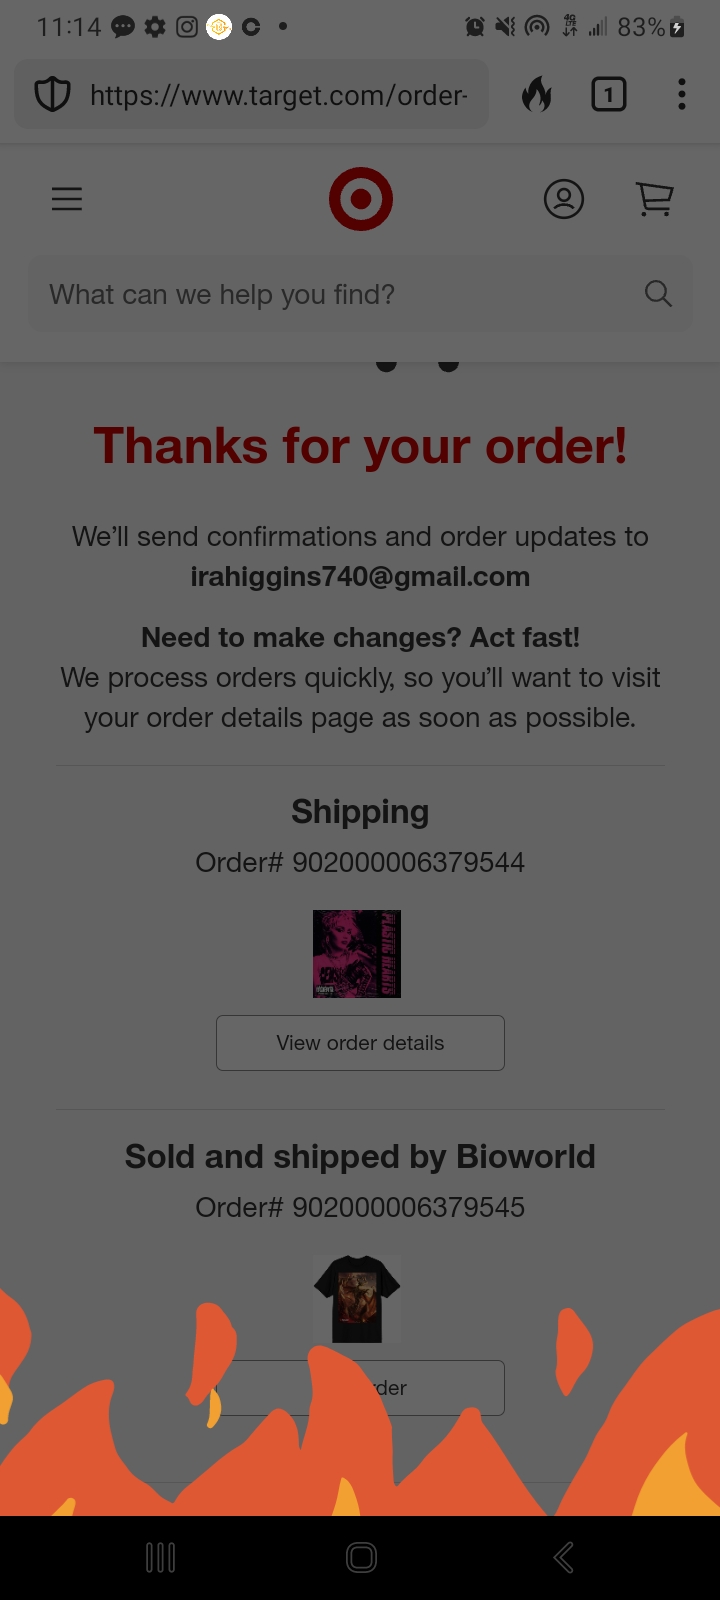 11:14
4G
LTE
83%
https://www.target.com/order-
1
What can we help you find?
Thanks for your order!
We’ll send confirmations and order updates to
irahiggins740@gmail.com
Need to make changes? Act fast!
We process orders quickly, so you’ll want to visit
your order details page as soon as possible.
Shipping
Order# 902000006379544
PLASTIC HEARTS
View order details
Sold and shipped by Bioworld
Order# 902000006379545